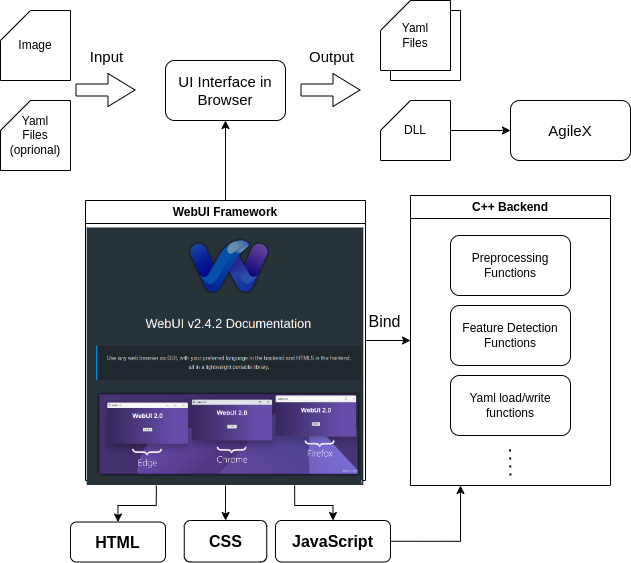 Image
Input
Yaml
Files
(oprional)
UI Interface in
Browser
Output
Yaml
Files
DLL
AgileX
WebUI Framework
WebUI v2.4.2 Documentation
Use any web browser as GUI, with your preferred language in the backend and HTML5 in the frontend,
all in a lightweight portable library.
WebUI 2.0
WebUI 2.0
WebUI 2.0
Edge
Chrome
Firefox
Bind
C++ Backend
Preprocessing
Functions
Feature Detection
Functions
Yaml load/write
functions
HTML
CSS
JavaScript